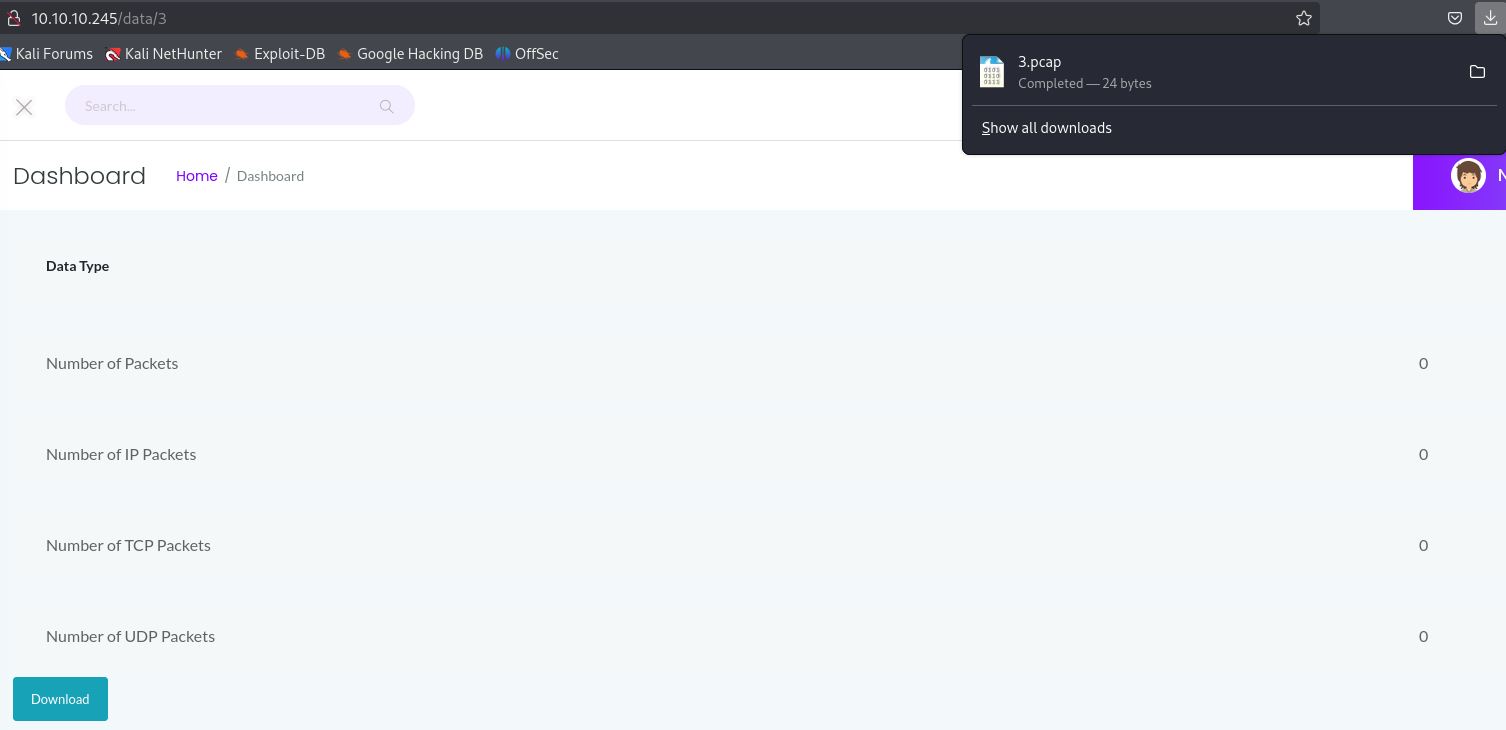 10.10.10.245/data/3
Kali Forums Kali NetHunter Exploit-DB Google Hacking DB OffSec
3.pcap
Completed — 24 bytes
Show all downloads
Search...
Dashboard Home / Dashboard
Data Type
Number of Packets 0
Number of IP Packets 0
Number of TCP Packets 0
Number of UDP Packets 0
Download